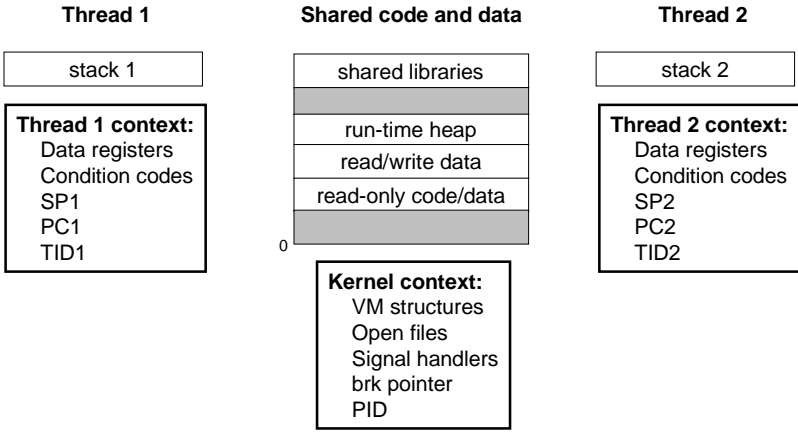 Thread 1
stack 1
Thread 1 context:
Data registers
Condition codes
SP1
PC1
TID1
Shared code and data
shared libraries
run-time heap
read/write data
read-only code/data
0
Kernel context:
VM structures
Open files
Signal handlers
brk pointer
PID
Thread 2
stack 2
Thread 2 context:
Data registers
Condition codes
SP2
PC2
TID2